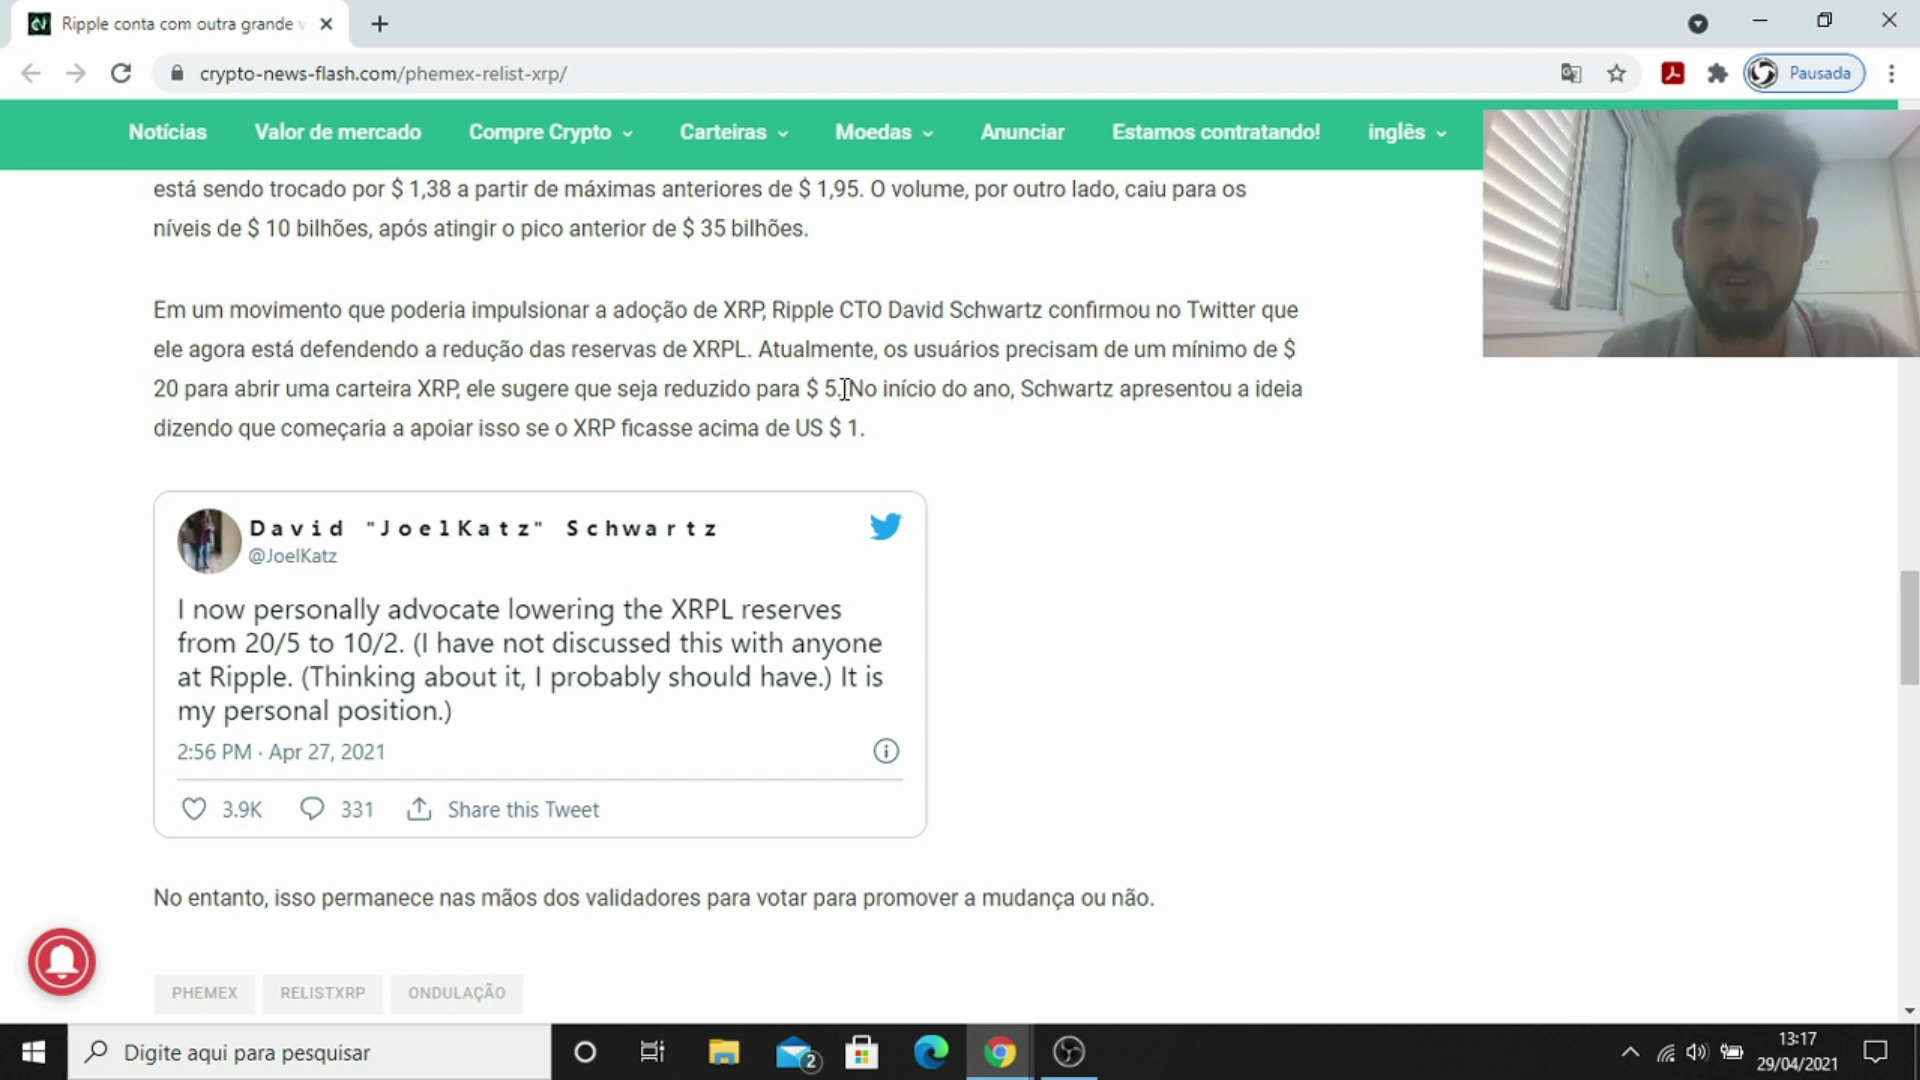 Ripple conta com outra grande v
crypto-news-flash.com/phemex-relist-xrp/
Pausada
Notícias Valor de mercado Compre Crypto Carteiras Moedas Anunciar Estamos contratando! inglês
está sendo trocado por $ 1,38 a partir de máximas anteriores de $ 1,95. O volume, por outro lado, caiu para os
níveis de $ 10 bilhões, após atingir o pico anterior de $ 35 bilhões.
Em um movimento que poderia impulsionar a adoção de XRP, Ripple CTO David Schwartz confirmou no Twitter que
ele agora está defendendo a redução das reservas de XRPL. Atualmente, os usuários precisam de um mínimo de $
20 para abrir uma carteira XRP, ele sugere que seja reduzido para $ 5. No início do ano, Schwartz apresentou a ideia
dizendo que começaria a apoiar isso se o XRP ficasse acima de US $ 1.
David "JoelKatz" Schwartz
@JoelKatz
I now personally advocate lowering the XRPL reserves
from 20/5 to 10/2. (I have not discussed this with anyone
at Ripple. (Thinking about it, I probably should have.) It is
my personal position.)
2:56 PM · Apr 27, 2021
3.9K 331 Share this Tweet
No entanto, isso permanece nas mãos dos validadores para votar para promover a mudança ou não.
PHEMEX RELISTXRP ONDULAÇÃO
Digite aqui para pesquisar
2
13:17
29/04/2021